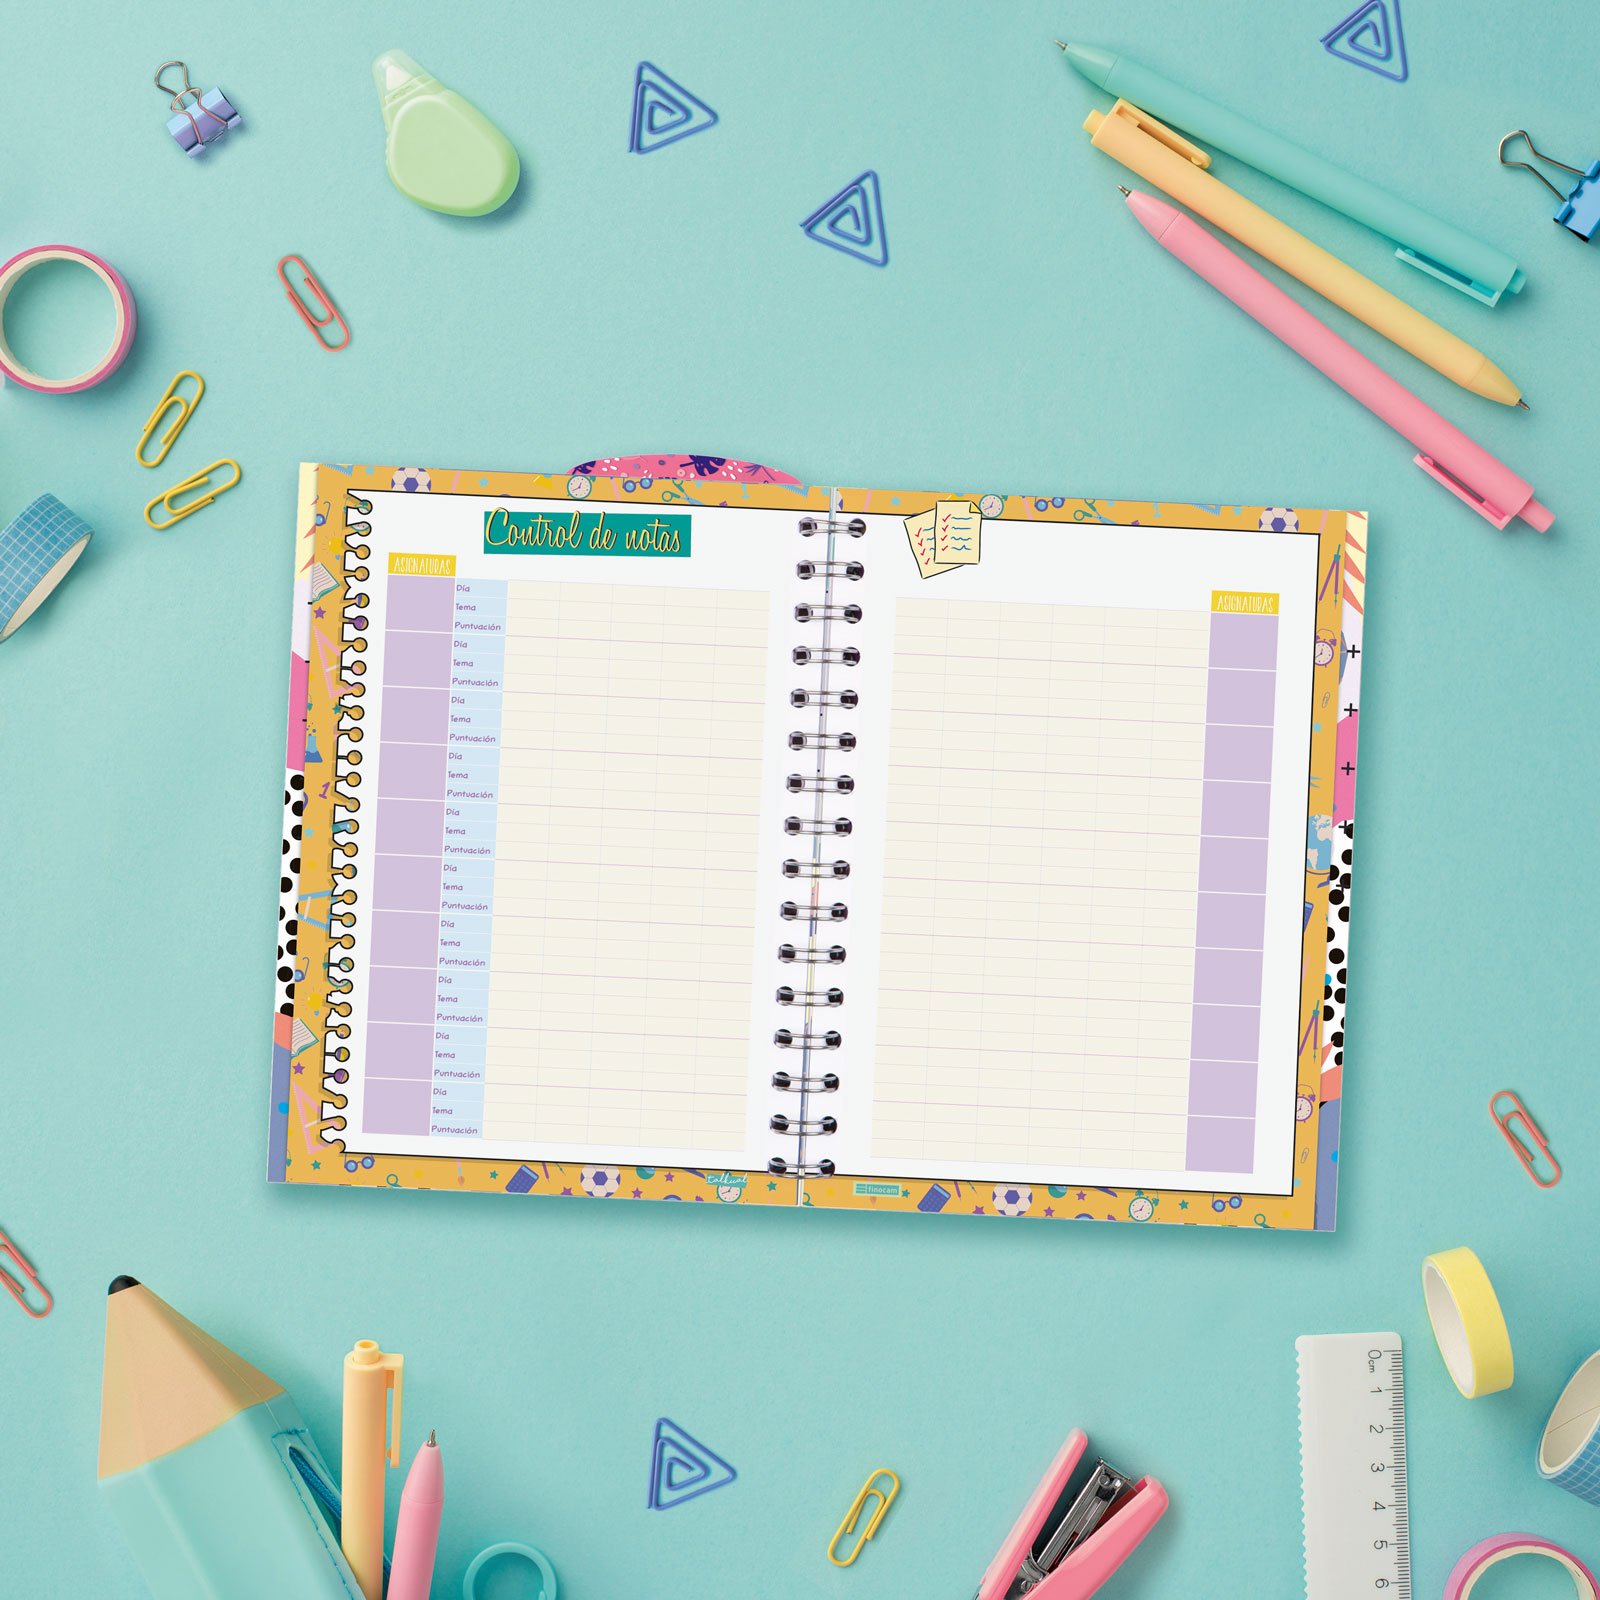 Control de notas
ASIGNATURAS
Día
Tema
Puntuación
Día
Tema
Puntuación
Día
Tema
Puntuación
Día
Tema
Puntuación
Día
Tema
Puntuación
Día
Tema
Puntuación
Día
Tema
Puntuación
Día
Tema
Puntuación
Día
Tema
Puntuación
Día
Tema
Puntuación
talkual
ASIGNATURAS
finocam
0cm 1 2 3 4 5 6